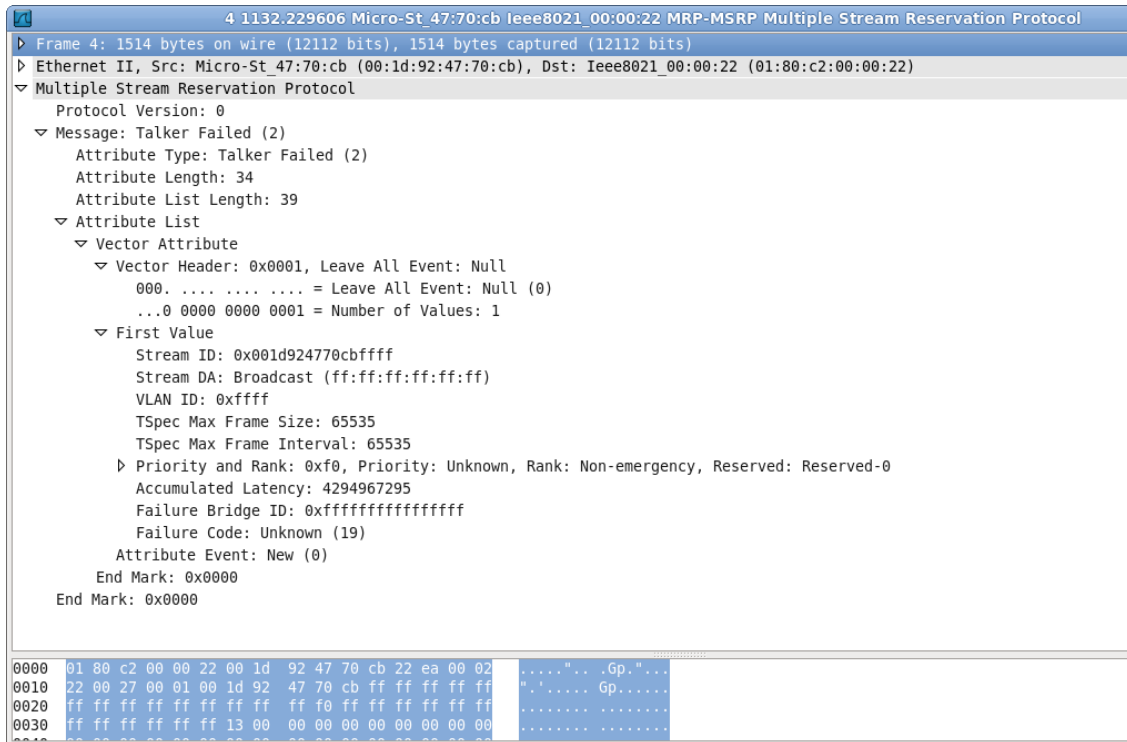 4 1132.229606 Micro-St_47:70:cb Ieee8021_00:00:22 MRP-MSRP Multiple Stream Reservation Protocol
Frame 4: 1514 bytes on wire (12112 bits), 1514 bytes captured (12112 bits)
Ethernet II, Src: Micro-St_47:70:cb (00:1d:92:47:70:cb), Dst: Ieee8021_00:00:22 (01:80:c2:00:00:22)
Multiple Stream Reservation Protocol
Protocol Version: 0
Message: Talker Failed (2)
Attribute Type: Talker Failed (2)
Attribute Length: 34
Attribute List Length: 39
Attribute List
Vector Attribute
Vector Header: 0x0001, Leave All Event: Null
000. .... .... .... = Leave All Event: Null (0)
...0 0000 0000 0001 = Number of Values: 1
First Value
Stream ID: 0x001d924770cbffff
Stream DA: Broadcast (ff:ff:ff:ff:ff:ff)
VLAN ID: 0xffff
TSpec Max Frame Size: 65535
TSpec Max Frame Interval: 65535
Priority and Rank: 0xf0, Priority: Unknown, Rank: Non-emergency, Reserved: Reserved-0
Accumulated Latency: 4294967295
Failure Bridge ID: 0xffffffffffffffff
Failure Code: Unknown (19)
Attribute Event: New (0)
End Mark: 0x0000
End Mark: 0x0000
0000 01 80 c2 00 00 22 00 1d 92 47 70 cb 22 ea 00 02 .....".. .Gp."...
0010 22 00 27 00 01 00 1d 92 47 70 cb ff ff ff ff ff ".'..... Gp......
0020 ff ff ff ff ff ff ff ff ff f0 ff ff ff ff ff ff ........ ........
0030 ff ff ff ff ff ff 13 00 00 00 00 00 00 00 00 00 ........ ........